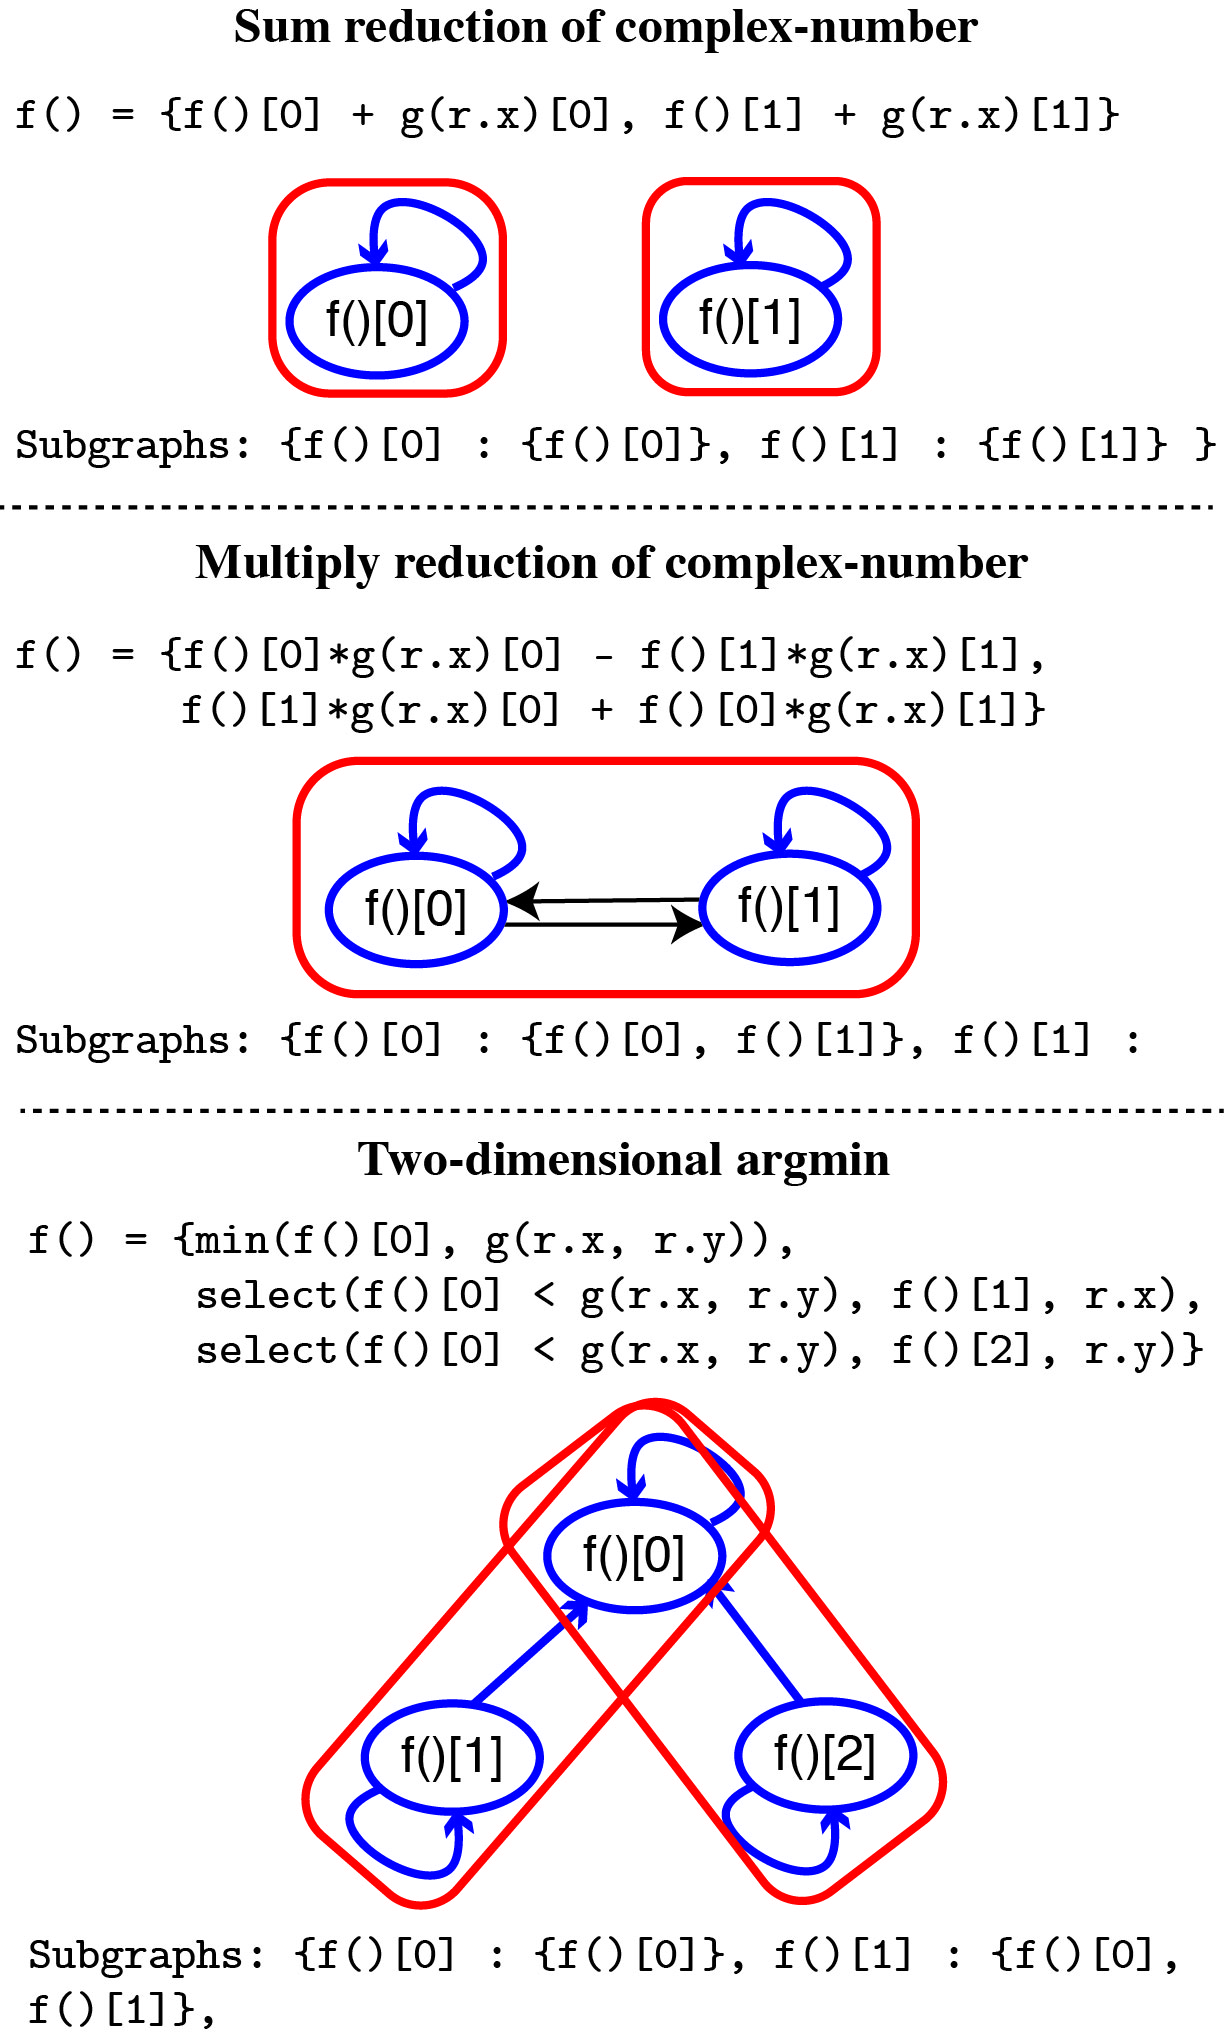 Sum reduction of complex-number
f() = {f()[0] + g(r.x)[0], f()[1] + g(r.x)[1]}
f()[0] f()[1]
Subgraphs: {f()[0] : {f()[0]}, f()[1] : {f()[1]} }
Multiply reduction of complex-number
f() = {f()[0]*g(r.x)[0] - f()[1]*g(r.x)[1],
f()[1]*g(r.x)[0] + f()[0]*g(r.x)[1]}
f()[0] f()[1]
Subgraphs: {f()[0] : {f()[0], f()[1]}, f()[1] :
Two-dimensional argmin
f() = {min(f()[0], g(r.x, r.y)),
select(f()[0] < g(r.x, r.y), f()[1], r.x),
select(f()[0] < g(r.x, r.y), f()[2], r.y)}
f()[0]
f()[1] f()[2]
Subgraphs: {f()[0] : {f()[0]}, f()[1] : {f()[0],
f()[1]},